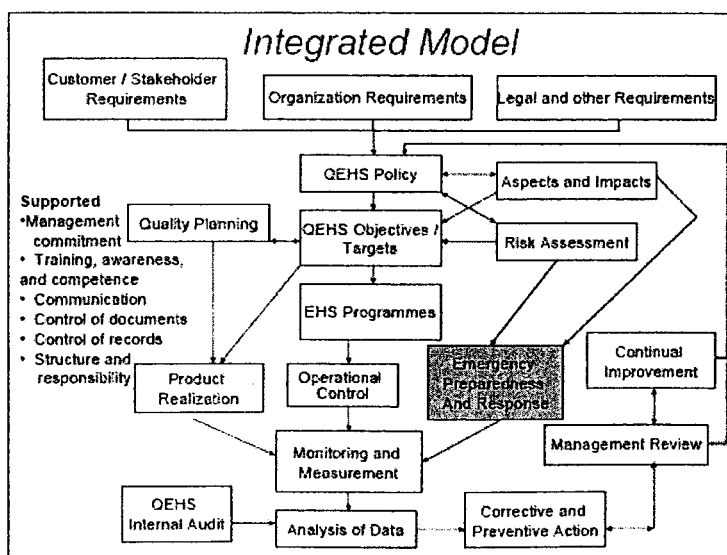 Integrated Model
Customer / Stakeholder
Requirements
Organization Requirements
Legal and other Requirements
QEHS Policy
Aspects and Impacts
Supported
•Management
commitment
• Training, awareness,
and competence
• Communication
• Control of documents
• Control of records
• Structure and
responsibility
Quality Planning
QEHS Objectives /
Targets
Risk Assessment
EHS Programmes
Product
Realization
Operational
Control
Emergency
Preparedness
And Response
Continual
Improvement
Monitoring and
Measurement
Management Review
QEHS
Internal Audit
Analysis of Data
Corrective and
Preventive Action